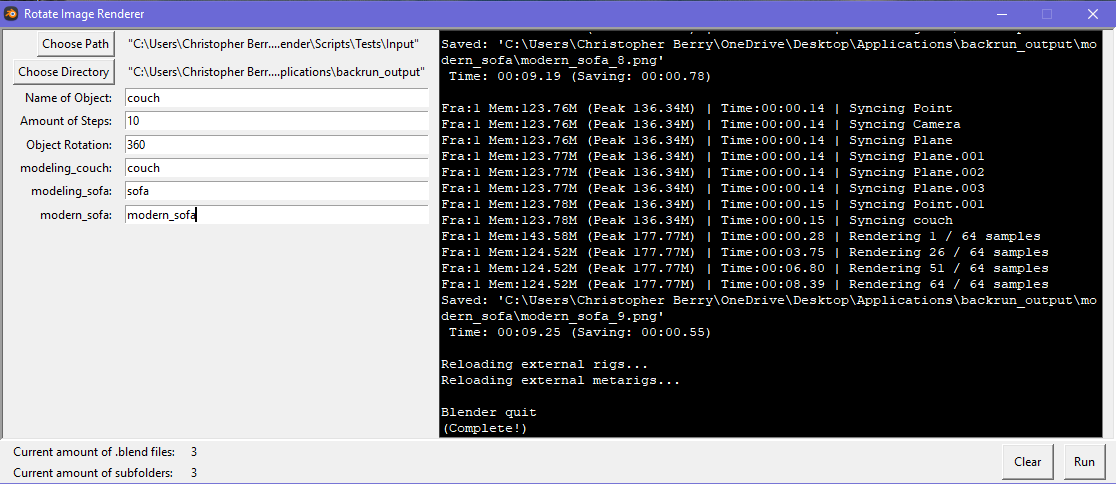 Rotate Image Renderer
Choose Path "C:\Users\Christopher Berr....ender\Scripts\Tests\Input"
Choose Directory "C:\Users\Christopher Berr....plications\backrun_output"
Name of Object: couch
Amount of Steps: 10
Object Rotation: 360
modeling_couch: couch
modeling_sofa: sofa
modern_sofa: modern_sofa
Saved: 'C:\Users\Christopher Berry\OneDrive\Desktop\Applications\backrun_output\mo
dern_sofa\modern_sofa_8.png'
Time: 00:09.19 (Saving: 00:00.78)
Fra:1 Mem:123.76M (Peak 136.34M) | Time:00:00.14 | Syncing Point
Fra:1 Mem:123.76M (Peak 136.34M) | Time:00:00.14 | Syncing Camera
Fra:1 Mem:123.76M (Peak 136.34M) | Time:00:00.14 | Syncing Plane
Fra:1 Mem:123.77M (Peak 136.34M) | Time:00:00.14 | Syncing Plane.001
Fra:1 Mem:123.77M (Peak 136.34M) | Time:00:00.14 | Syncing Plane.002
Fra:1 Mem:123.77M (Peak 136.34M) | Time:00:00.14 | Syncing Plane.003
Fra:1 Mem:123.78M (Peak 136.34M) | Time:00:00.15 | Syncing Point.001
Fra:1 Mem:123.78M (Peak 136.34M) | Time:00:00.15 | Syncing couch
Fra:1 Mem:143.58M (Peak 177.77M) | Time:00:00.28 | Rendering 1 / 64 samples
Fra:1 Mem:124.52M (Peak 177.77M) | Time:00:03.75 | Rendering 26 / 64 samples
Fra:1 Mem:124.52M (Peak 177.77M) | Time:00:06.80 | Rendering 51 / 64 samples
Fra:1 Mem:124.52M (Peak 177.77M) | Time:00:08.39 | Rendering 64 / 64 samples
Saved: 'C:\Users\Christopher Berry\OneDrive\Desktop\Applications\backrun_output\mo
dern_sofa\modern_sofa_9.png'
Time: 00:09.25 (Saving: 00:00.55)
Reloading external rigs...
Reloading external metarigs...
Blender quit
(Complete!)
Current amount of .blend files: 3
Current amount of subfolders: 3
Clear Run